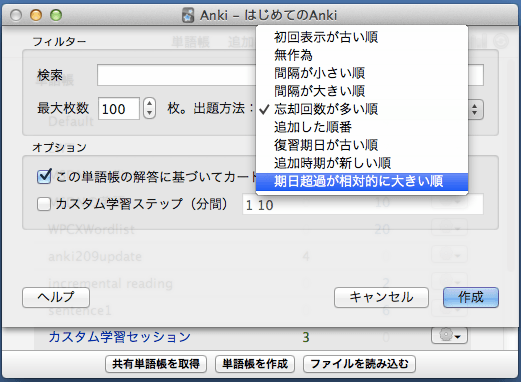 Anki – はじめてのAnki
単語帳 追加
フィルター
検索
最大枚数 100 枚。出題方法：
初回表示が古い順
無作為
間隔が小さい順
間隔が大きい順
✓忘却回数が多い順
追加した順番
復習期日が古い順
追加時期が新しい順
期日超過が相対的に大きい順
Default
オプション
この単語帳の解答に基づいてカー
カスタム学習ステップ（分間） 1 10
WPCXWordlist 20
anki209update 4
incremental reading 2
sentence1 6
ヘルプ キャンセル 作成
カスタム学習セッション 3 0
共有単語帳を取得 単語帳を作成 ファイルを読み込む